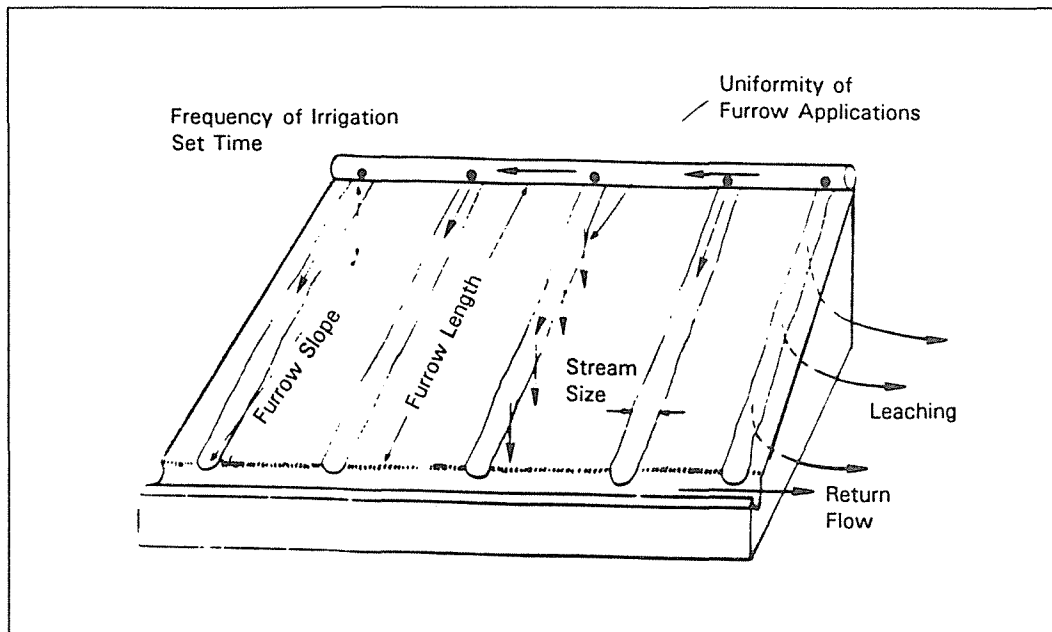 Uniformity of
Furrow Applications
Frequency of Irrigation
Set Time
Furrow Slope
Furrow Length
Stream
Size
Leaching
Return
Flow